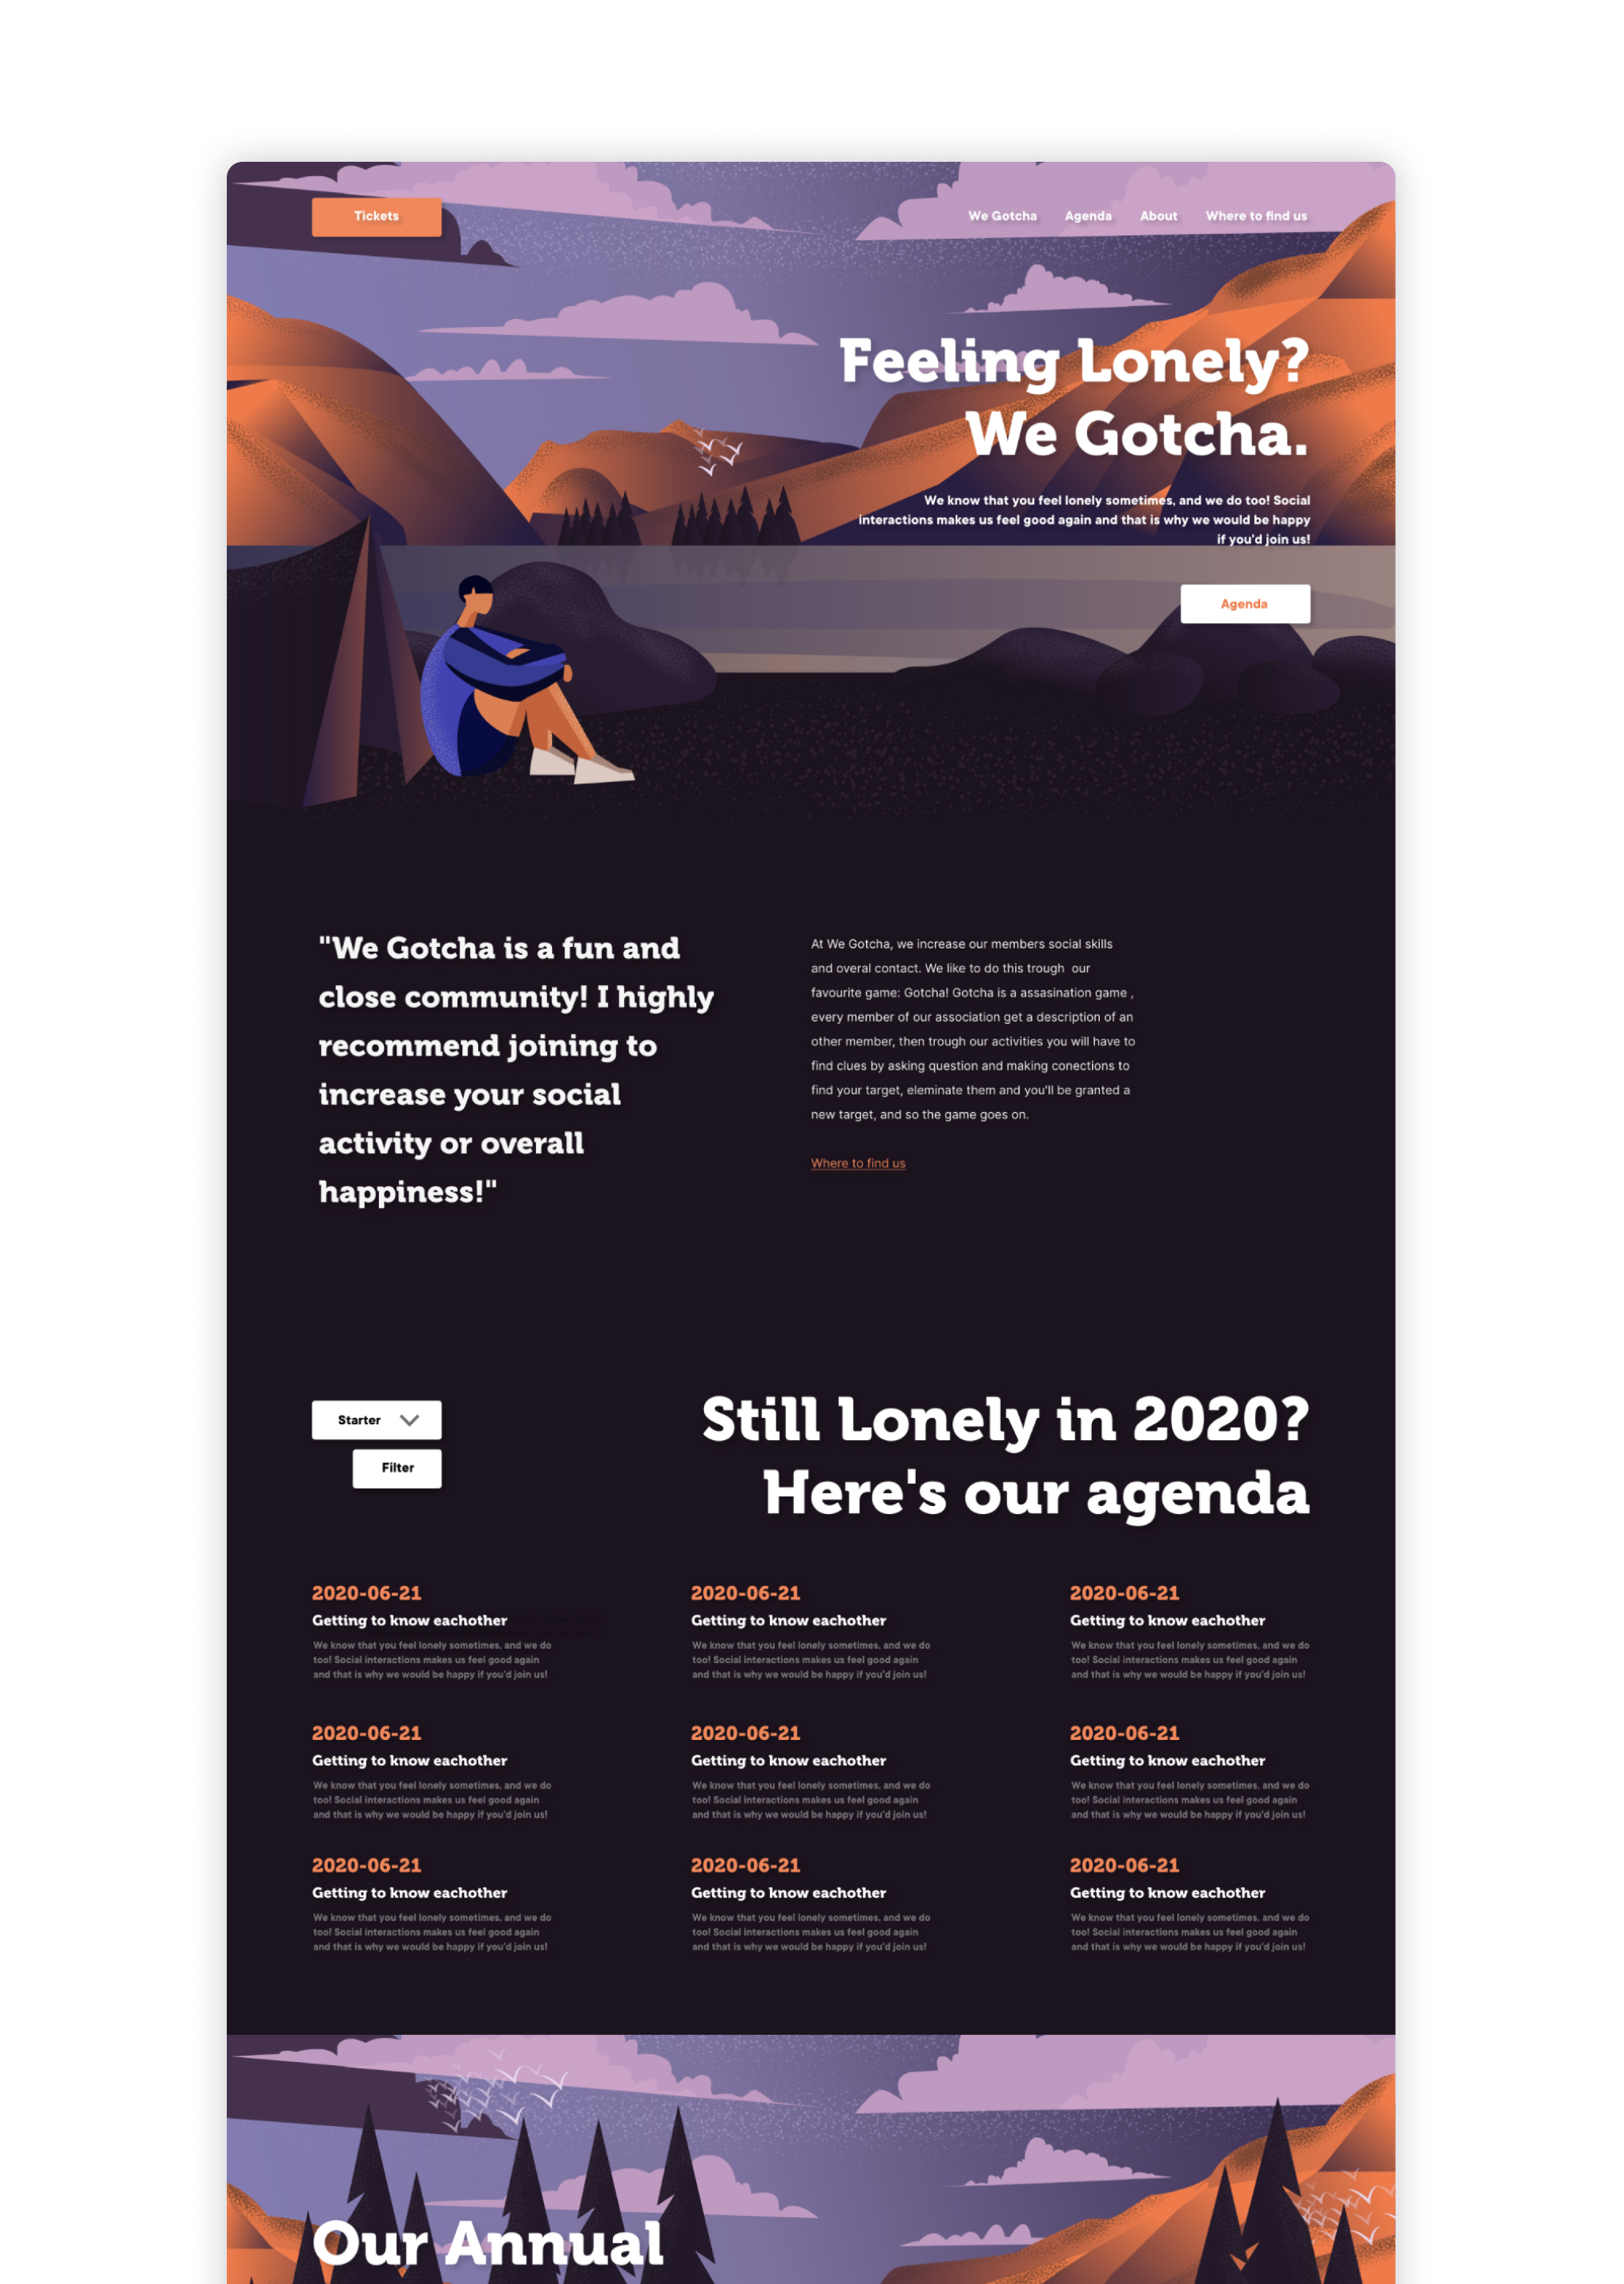 Tickets
We Gotcha Agenda About Where to find us
Feeling Lonely?
We Gotcha.
We know that you feel lonely sometimes, and we do too! Social
interactions makes us feel good again and that is why we would be happy
if you'd join us!
Agenda
"We Gotcha is a fun and
close community! I highly
recommend joining to
increase your social
activity or overall
happiness!"
At We Gotcha, we increase our members social skills
and overal contact. We like to do this trough our
favourite game: Gotcha! Gotcha is a assasination game ,
every member of our association get a description of an
other member, then trough our activities you will have to
find clues by asking question and making conections to
find your target, eleminate them and you'll be granted a
new target, and so the game goes on.
Where to find us
Starter
Filter
Still Lonely in 2020?
Here's our agenda
2020-06-21
Getting to know eachother
We know that you feel lonely sometimes, and we do
too! Social interactions makes us feel good again
and that is why we would be happy if you'd join us!
2020-06-21
Getting to know eachother
We know that you feel lonely sometimes, and we do
too! Social interactions makes us feel good again
and that is why we would be happy if you'd join us!
2020-06-21
Getting to know eachother
We know that you feel lonely sometimes, and we do
too! Social interactions makes us feel good again
and that is why we would be happy if you'd join us!
2020-06-21
Getting to know eachother
We know that you feel lonely sometimes, and we do
too! Social interactions makes us feel good again
and that is why we would be happy if you'd join us!
2020-06-21
Getting to know eachother
We know that you feel lonely sometimes, and we do
too! Social interactions makes us feel good again
and that is why we would be happy if you'd join us!
2020-06-21
Getting to know eachother
We know that you feel lonely sometimes, and we do
too! Social interactions makes us feel good again
and that is why we would be happy if you'd join us!
2020-06-21
Getting to know eachother
We know that you feel lonely sometimes, and we do
too! Social interactions makes us feel good again
and that is why we would be happy if you'd join us!
2020-06-21
Getting to know eachother
We know that you feel lonely sometimes, and we do
too! Social interactions makes us feel good again
and that is why we would be happy if you'd join us!
2020-06-21
Getting to know eachother
We know that you feel lonely sometimes, and we do
too! Social interactions makes us feel good again
and that is why we would be happy if you'd join us!
Our Annual